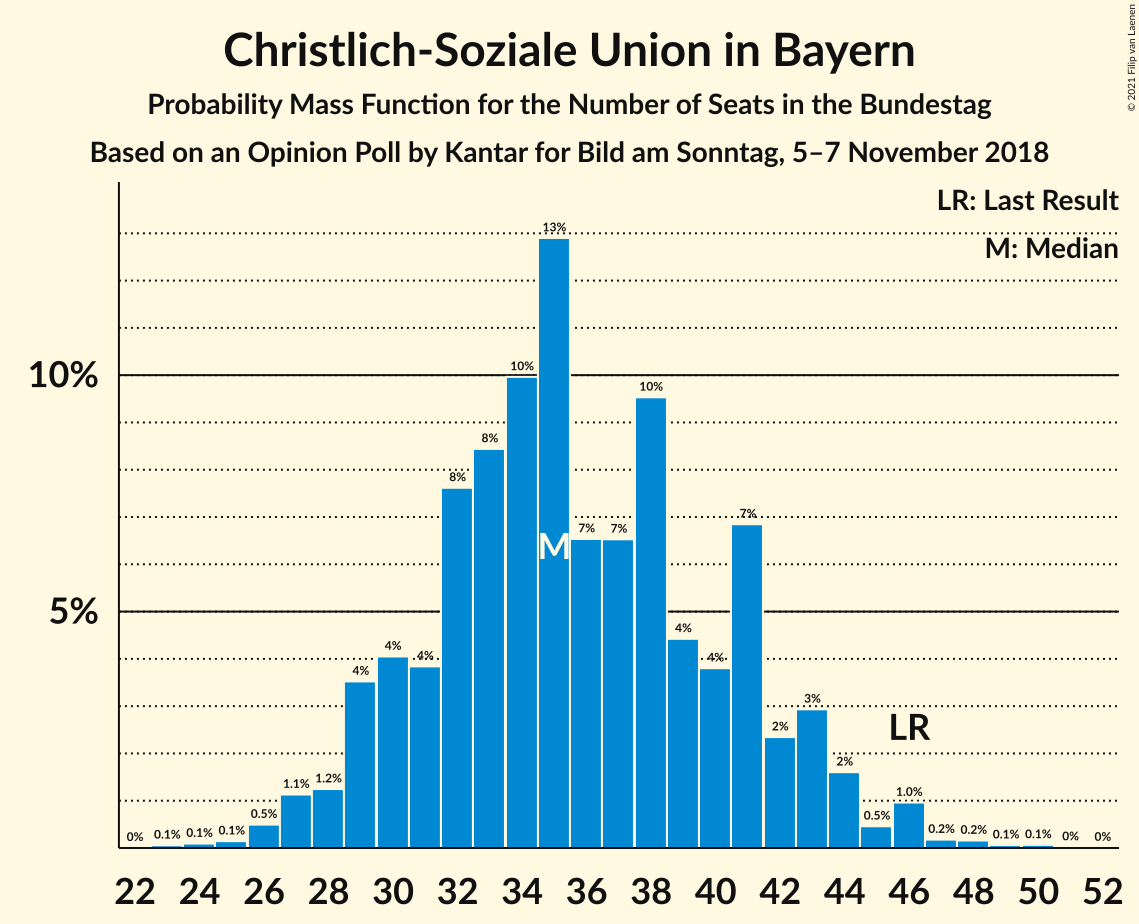 Christlich-Soziale Union in Bayern
Probability Mass Function for the Number of Seats in the Bundestag
Based on an Opinion Poll by Kantar for Bild am Sonntag, 5–7 November 2018
© 2021 Filip van Laenen
LR: Last Result
M: Median
10%
5%
0% 0.1% 0.1% 0.1% 0.5% 1.1% 1.2% 4% 4% 4% 8% 8% 10% 13% 7% 7% 10% 4% 4% 7% 2% 3% 2% 0.5% 1.0% 0.2% 0.2% 0.1% 0.1% 0% 0%
M
LR
22 24 26 28 30 32 34 36 38 40 42 44 46 48 50 52